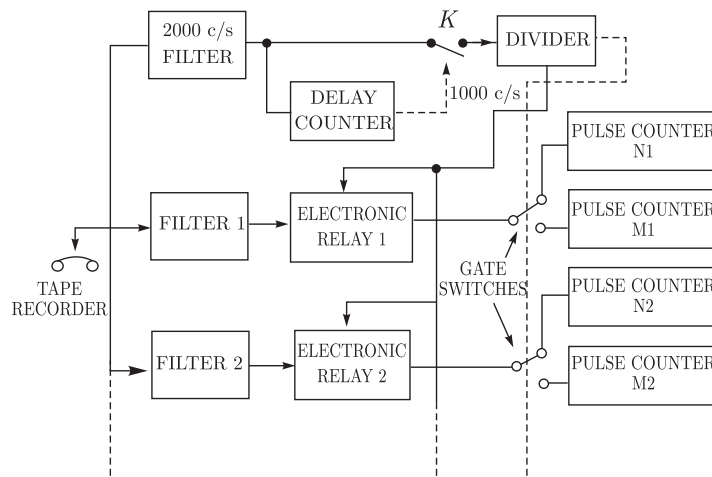 2000 c/s
FILTER
K
DIVIDER
DELAY
COUNTER
1000 c/s
PULSE COUNTER
N1
FILTER 1
ELECTRONIC
RELAY 1
PULSE COUNTER
M1
TAPE
RECORDER
GATE
SWITCHES
PULSE COUNTER
N2
FILTER 2
ELECTRONIC
RELAY 2
PULSE COUNTER
M2